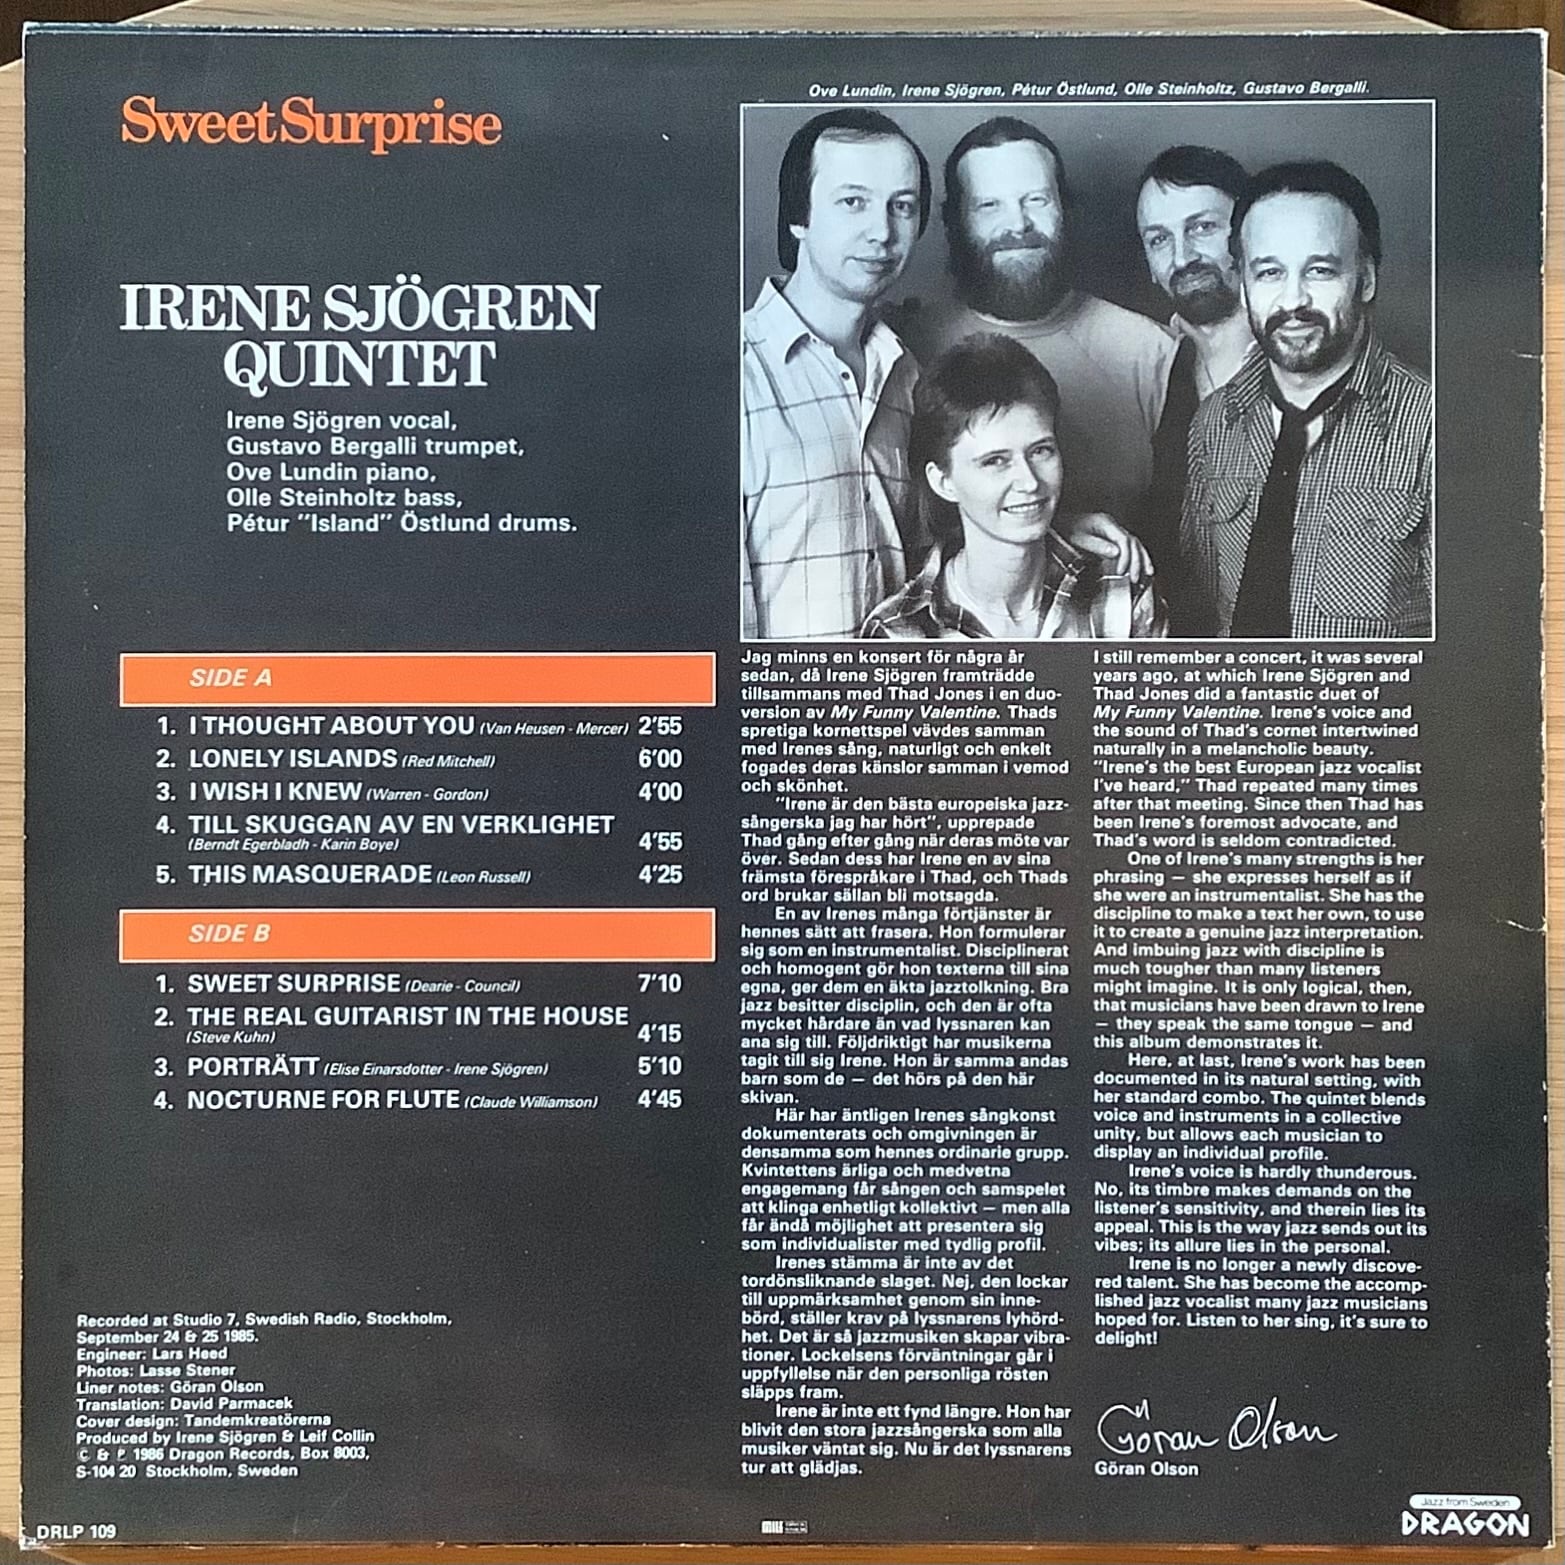 Sweet Surprise
IRENE SJÖGREN
QUINTET
Irene Sjögren vocal,
Gustavo Bergalli trumpet,
Ove Lundin piano,
Olle Steinholtz bass,
Pétur "Island" Östlund drums.
SIDE A
1. I THOUGHT ABOUT YOU (Van Heusen - Mercer) 2'55
2. LONELY ISLANDS (Red Mitchell) 6'00
3. I WISH I KNEW (Warren - Gordon) 4'00
4. TILL SKUGGAN AV EN VERKLIGHET
(Berndt Egerbladh - Karin Boye) 4'55
5. THIS MASQUERADE (Leon Russell) 4'25
SIDE B
1. SWEET SURPRISE (Dearie - Council) 7'10
2. THE REAL GUITARIST IN THE HOUSE
(Steve Kuhn) 4'15
3. PORTRÄTT (Elise Einarsdotter - Irene Sjögren) 5'10
4. NOCTURNE FOR FLUTE (Claude Williamson) 4'45
Recorded at Studio 7, Swedish Radio, Stockholm,
September 24 & 25 1985.
Engineer: Lars Heed
Photos: Lasse Stener
Liner notes: Göran Olson
Translation: David Parmacek
Cover design: Tandemkreatörerna
Produced by Irene Sjögren & Leif Collin
© & ℗ 1986 Dragon Records, Box 8003,
S-104 20 Stockholm, Sweden
DRLP 109
Ove Lundin, Irene Sjögren, Pétur Östlund, Olle Steinholtz, Gustavo Bergalli.
Jag minns en konsert för några år
sedan, då Irene Sjögren framträdde
tillsammans med Thad Jones i en duo-
version av My Funny Valentine. Thads
spretiga kornettspel vävdes samman
med Irenes sång, naturligt och enkelt
fogades deras känslor samman i vemod
och skönhet.
"Irene är den bästa europeiska jazz-
sångerska jag har hört", upprepade
Thad gång efter gång när deras möte var
över. Sedan dess har Irene en av sina
främsta förespråkare i Thad, och Thads
ord brukar sällan bli motsagda.
En av Irenes många förtjänster är
hennes sätt att frasera. Hon formulerar
sig som en instrumentalist. Disciplinerat
och homogent gör hon texterna till sina
egna, ger dem en äkta jazztolkning. Bra
jazz besitter disciplin, och den är ofta
mycket hårdare än vad lyssnaren kan
ana sig till. Följdriktigt har musikerna
tagit till sig Irene. Hon är samma andas
barn som de — det hörs på den här
skivan.
Här har äntligen Irenes sångkonst
dokumenterats och omgivningen är
densamma som hennes ordinarie grupp.
Kvintettens ärliga och medvetna
engagemang får sången och samspelet
att klinga enhetligt kollektivt — men alla
får ändå möjlighet att presentera sig
som individualister med tydlig profil.
Irenes stämma är inte av det
tordönsliknande slaget. Nej, den lockar
till uppmärksamhet genom sin inne-
börd, ställer krav på lyssnarens lyhörd-
het. Det är så jazzmusiken skapar vibra-
tioner. Lockelsens förväntningar går i
uppfyllelse när den personliga rösten
släpps fram.
Irene är inte ett fynd längre. Hon har
blivit den stora jazzsångerska som alla
musiker väntat sig. Nu är det lyssnarens
tur att glädjas.
I still remember a concert, it was several
years ago, at which Irene Sjögren and
Thad Jones did a fantastic duet of
My Funny Valentine. Irene's voice and
the sound of Thad's cornet intertwined
naturally in a melancholic beauty.
"Irene's the best European jazz vocalist
I've heard," Thad repeated many times
after that meeting. Since then Thad has
been Irene's foremost advocate, and
Thad's word is seldom contradicted.
One of Irene's many strengths is her
phrasing — she expresses herself as if
she were an instrumentalist. She has the
discipline to make a text her own, to use
it to create a genuine jazz interpretation.
And imbuing jazz with discipline is
much tougher than many listeners
might imagine. It is only logical, then,
that musicians have been drawn to Irene
— they speak the same tongue — and
this album demonstrates it.
Here, at last, Irene's work has been
documented in its natural setting, with
her standard combo. The quintet blends
voice and instruments in a collective
unity, but allows each musician to
display an individual profile.
Irene's voice is hardly thunderous.
No, its timbre makes demands on the
listener's sensitivity, and therein lies its
appeal. This is the way jazz sends out its
vibes; its allure lies in the personal.
Irene is no longer a newly discove-
red talent. She has become the accomp-
lished jazz vocalist many jazz musicians
hoped for. Listen to her sing, it's sure to
delight!
Göran Olson
Göran Olson
Jazz from Sweden
DRAGON